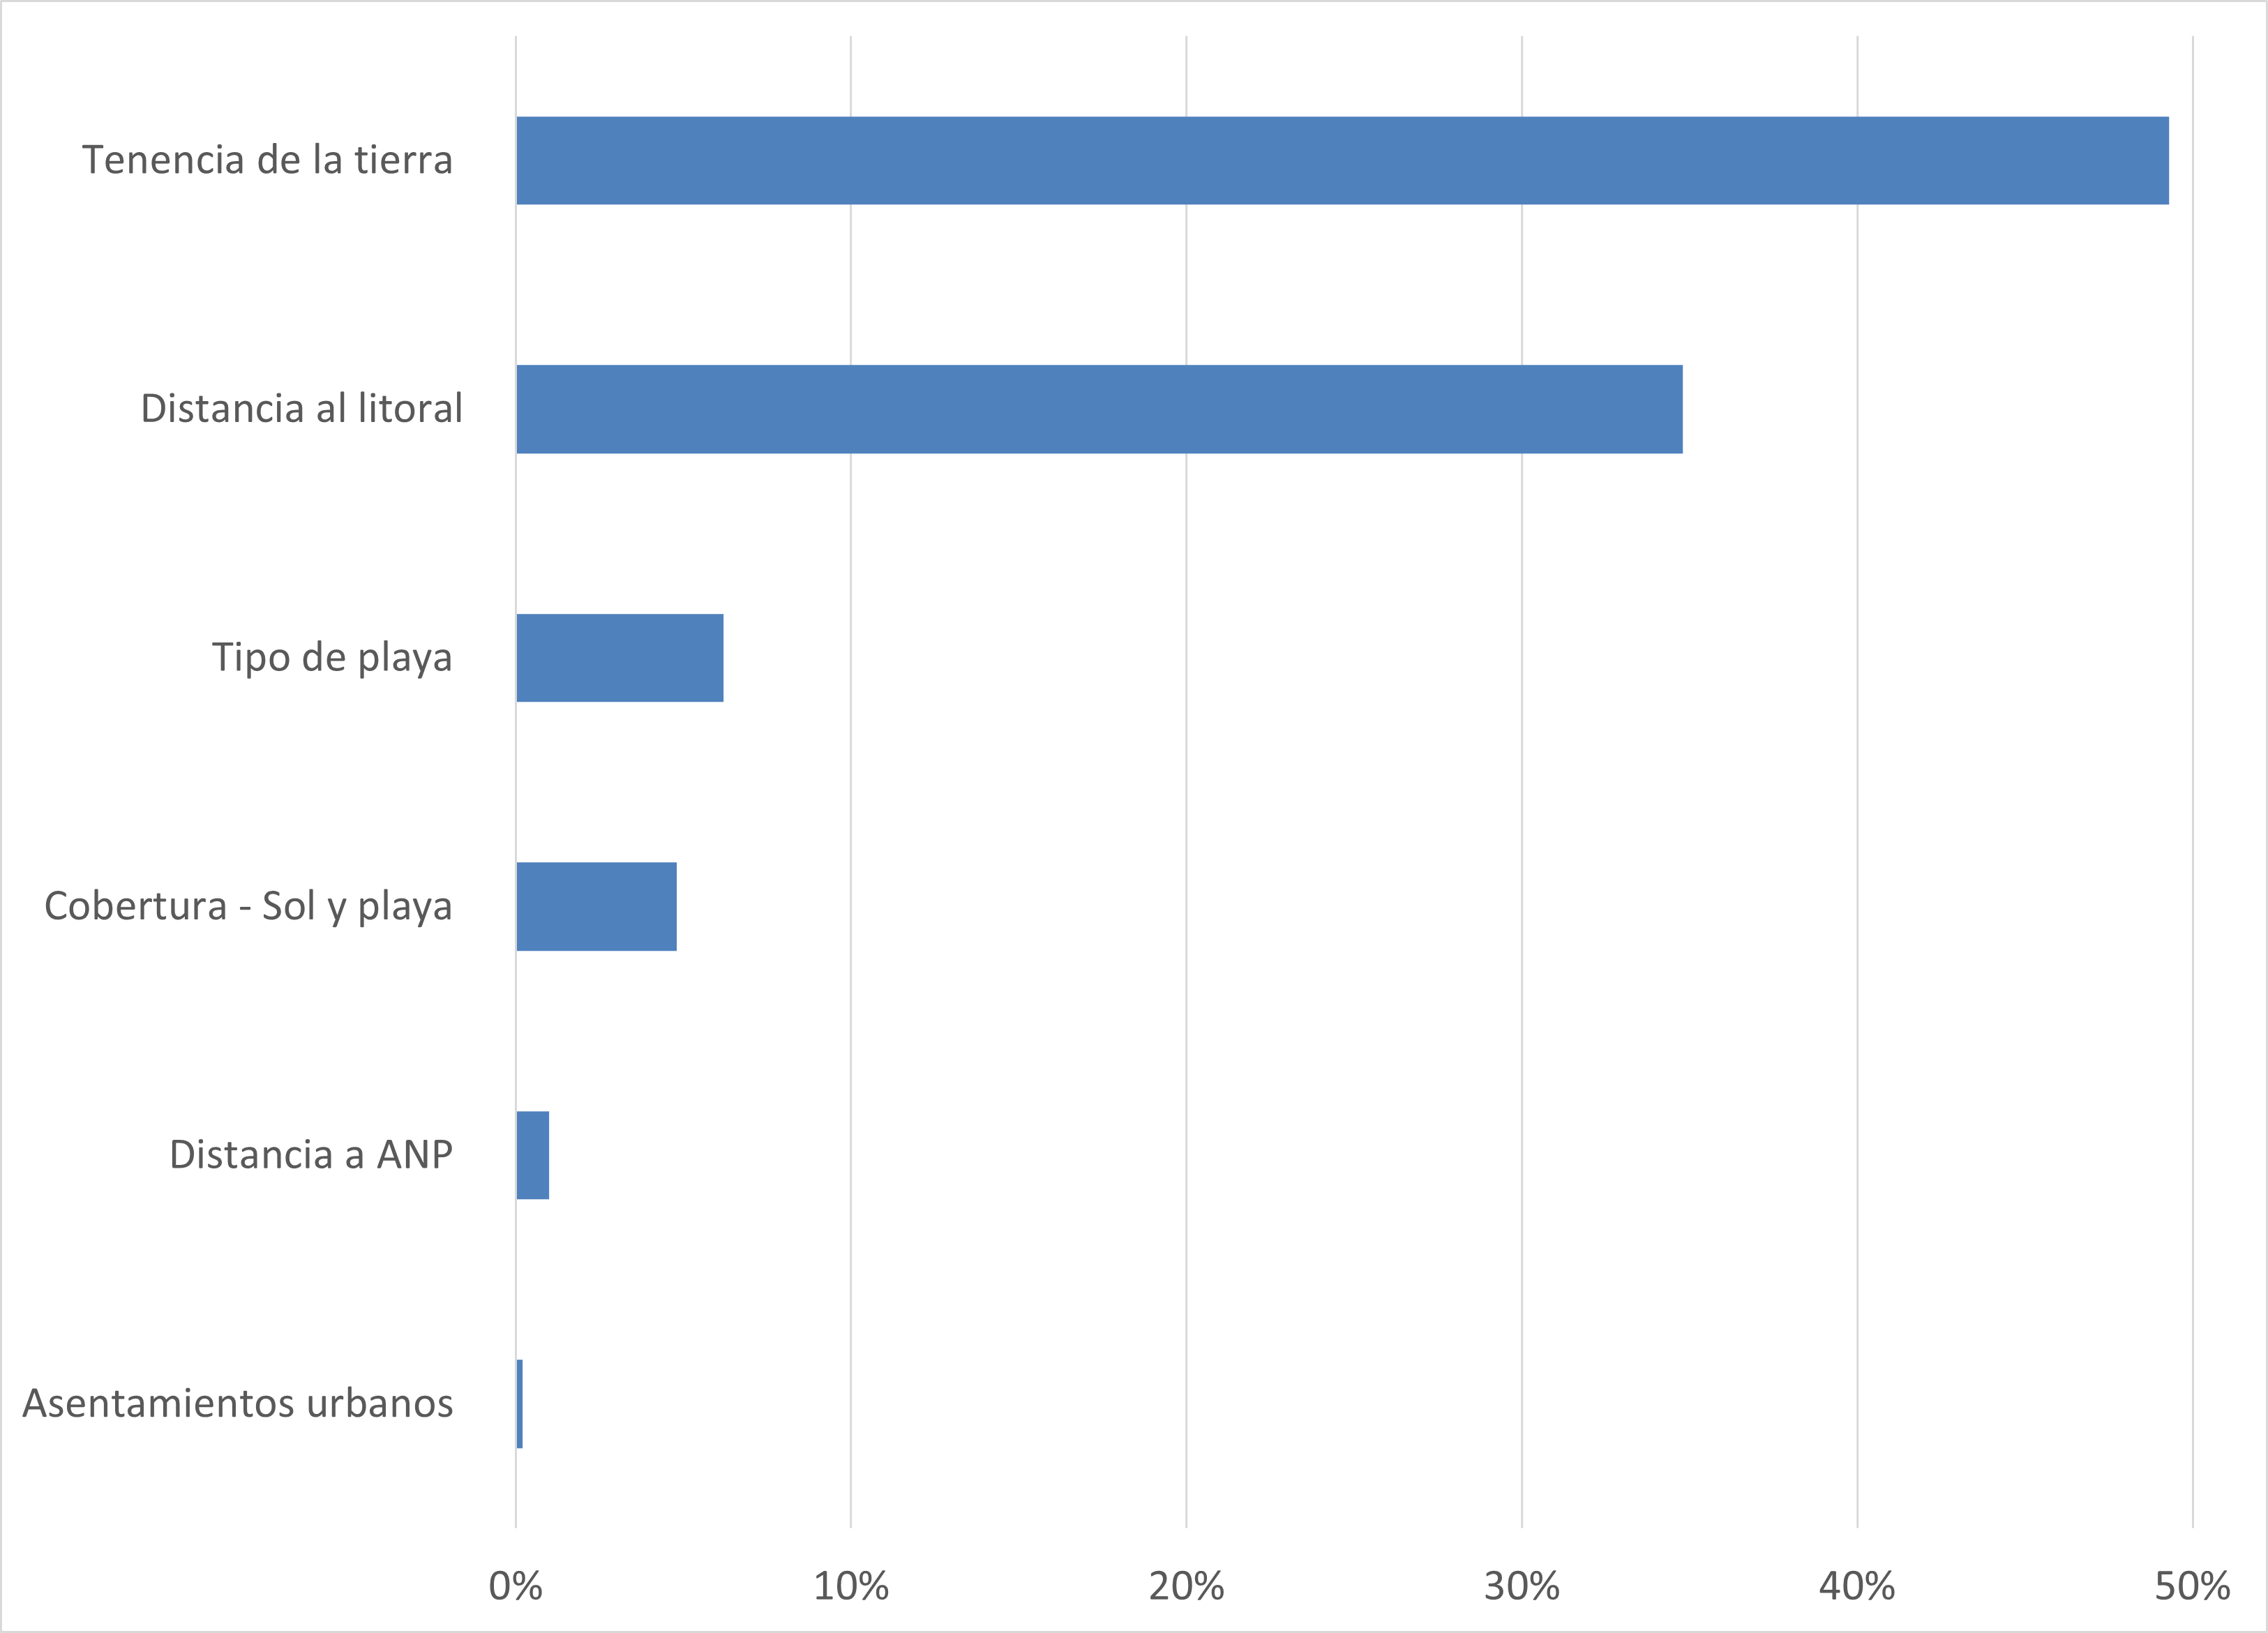 Tenencia de la tierra
Distancia al litoral
Tipo de playa
Cobertura - Sol y playa
Distancia a ANP
Asentamientos urbanos
0% 10% 20% 30% 40% 50%